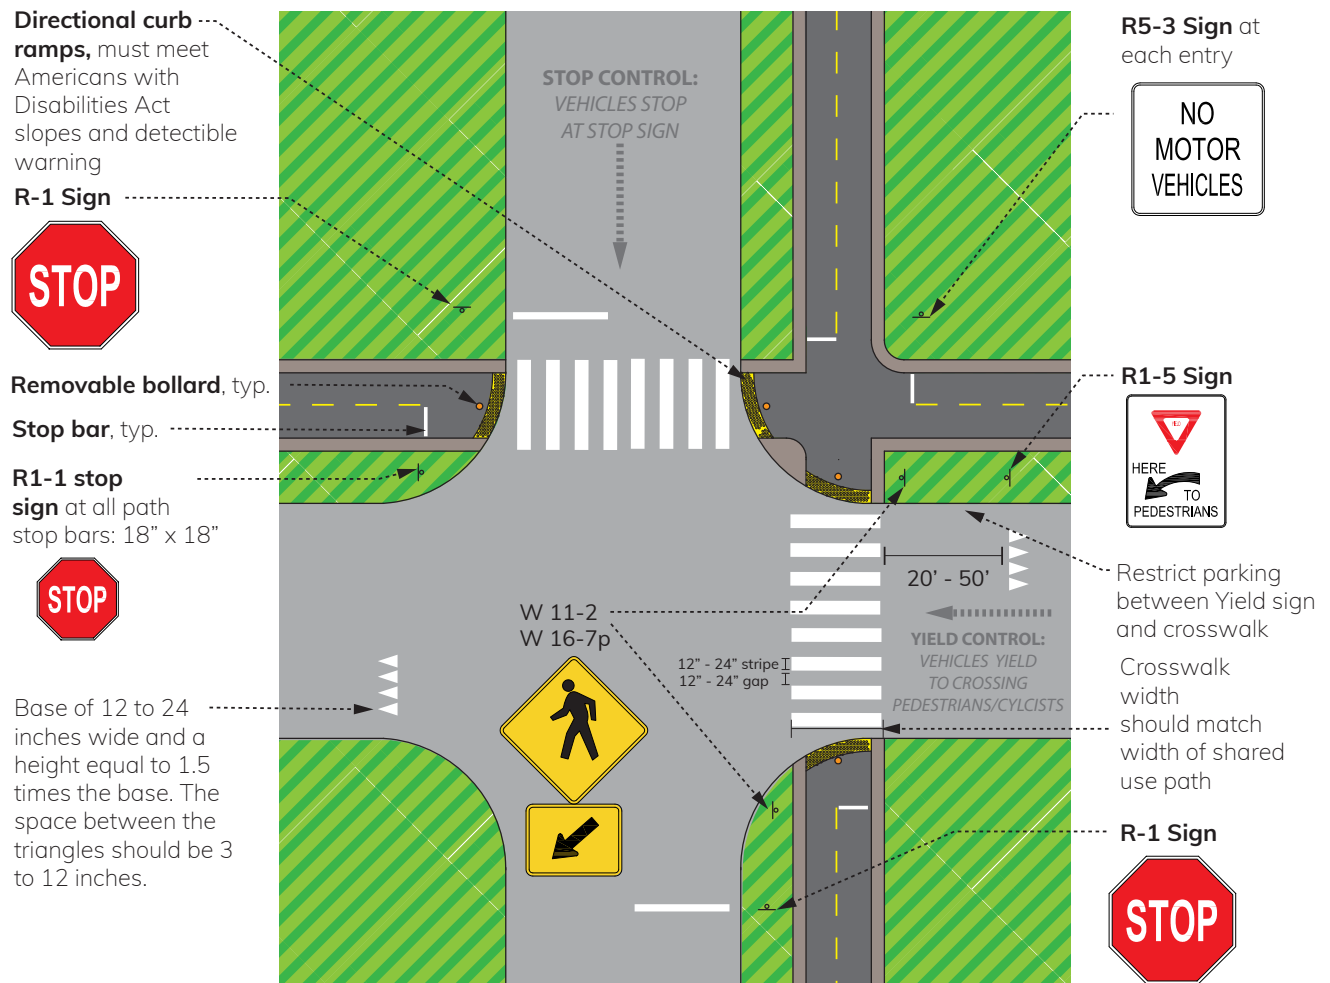 Directional curb
ramps, must meet
Americans with
Disabilities Act
slopes and detectible
warning
R-1 Sign
STOP
Removable bollard, typ.
Stop bar, typ.
R1-1 stop
sign at all path
stop bars: 18” x 18”
STOP
Base of 12 to 24
inches wide and a
height equal to 1.5
times the base. The
space between the
triangles should be 3
to 12 inches.
STOP CONTROL:
VEHICLES STOP
AT STOP SIGN
W 11-2
W 16-7p
12” - 24” stripe
12” - 24” gap
20’ - 50’
YIELD CONTROL:
VEHICLES YIELD
TO CROSSING
PEDESTRIANS/CYLCISTS
R5-3 Sign at
each entry
NO
MOTOR
VEHICLES
R1-5 Sign
YIELD
HERE
TO
PEDESTRIANS
Restrict parking
between Yield sign
and crosswalk
Crosswalk
width
should match
width of shared
use path
R-1 Sign
STOP